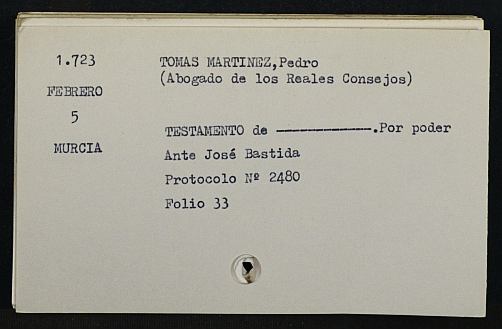 1.723
FEBRERO
5
MURCIA
TOMAS MARTINEZ,Pedro
(Abogado de los Reales Consejos)
TESTAMENTO de ------------.Por poder
Ante José Bastida
Protocolo Nº 2480
Folio 33